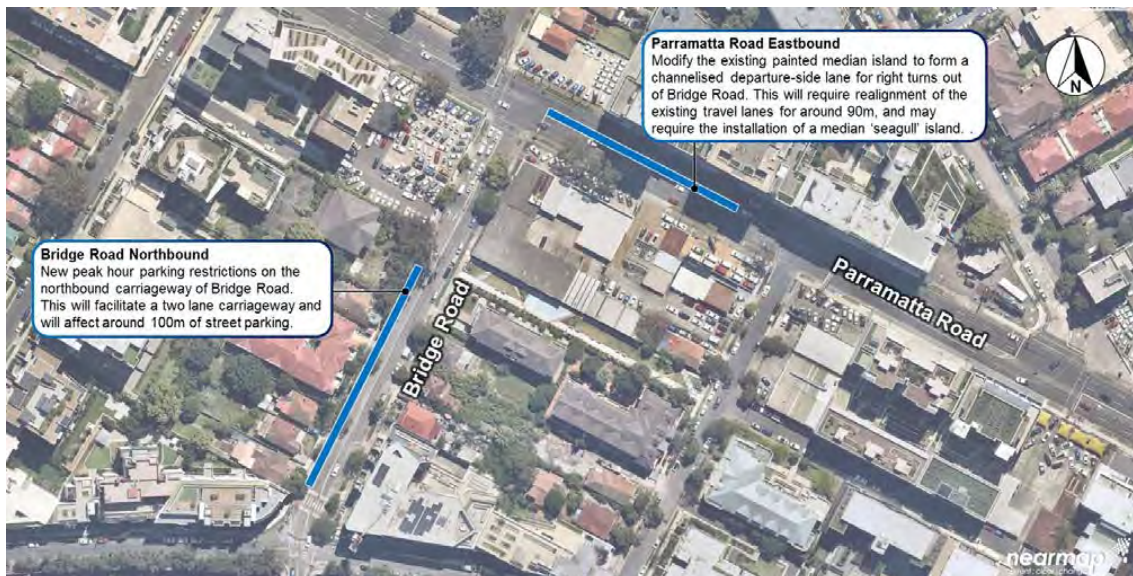 Parramatta Road Eastbound
Modify the existing painted median island to form a
channelised departure-side lane for right turns out
of Bridge Road. This will require realignment of the
existing travel lanes for around 90m, and may
require the installation of a median ‘seagull’ island. .
N
Bridge Road Northbound
New peak hour parking restrictions on the
northbound carriageway of Bridge Road.
This will facilitate a two lane carriageway and
will affect around 100m of street parking.
Bridge Road
Parramatta Road
nearmap